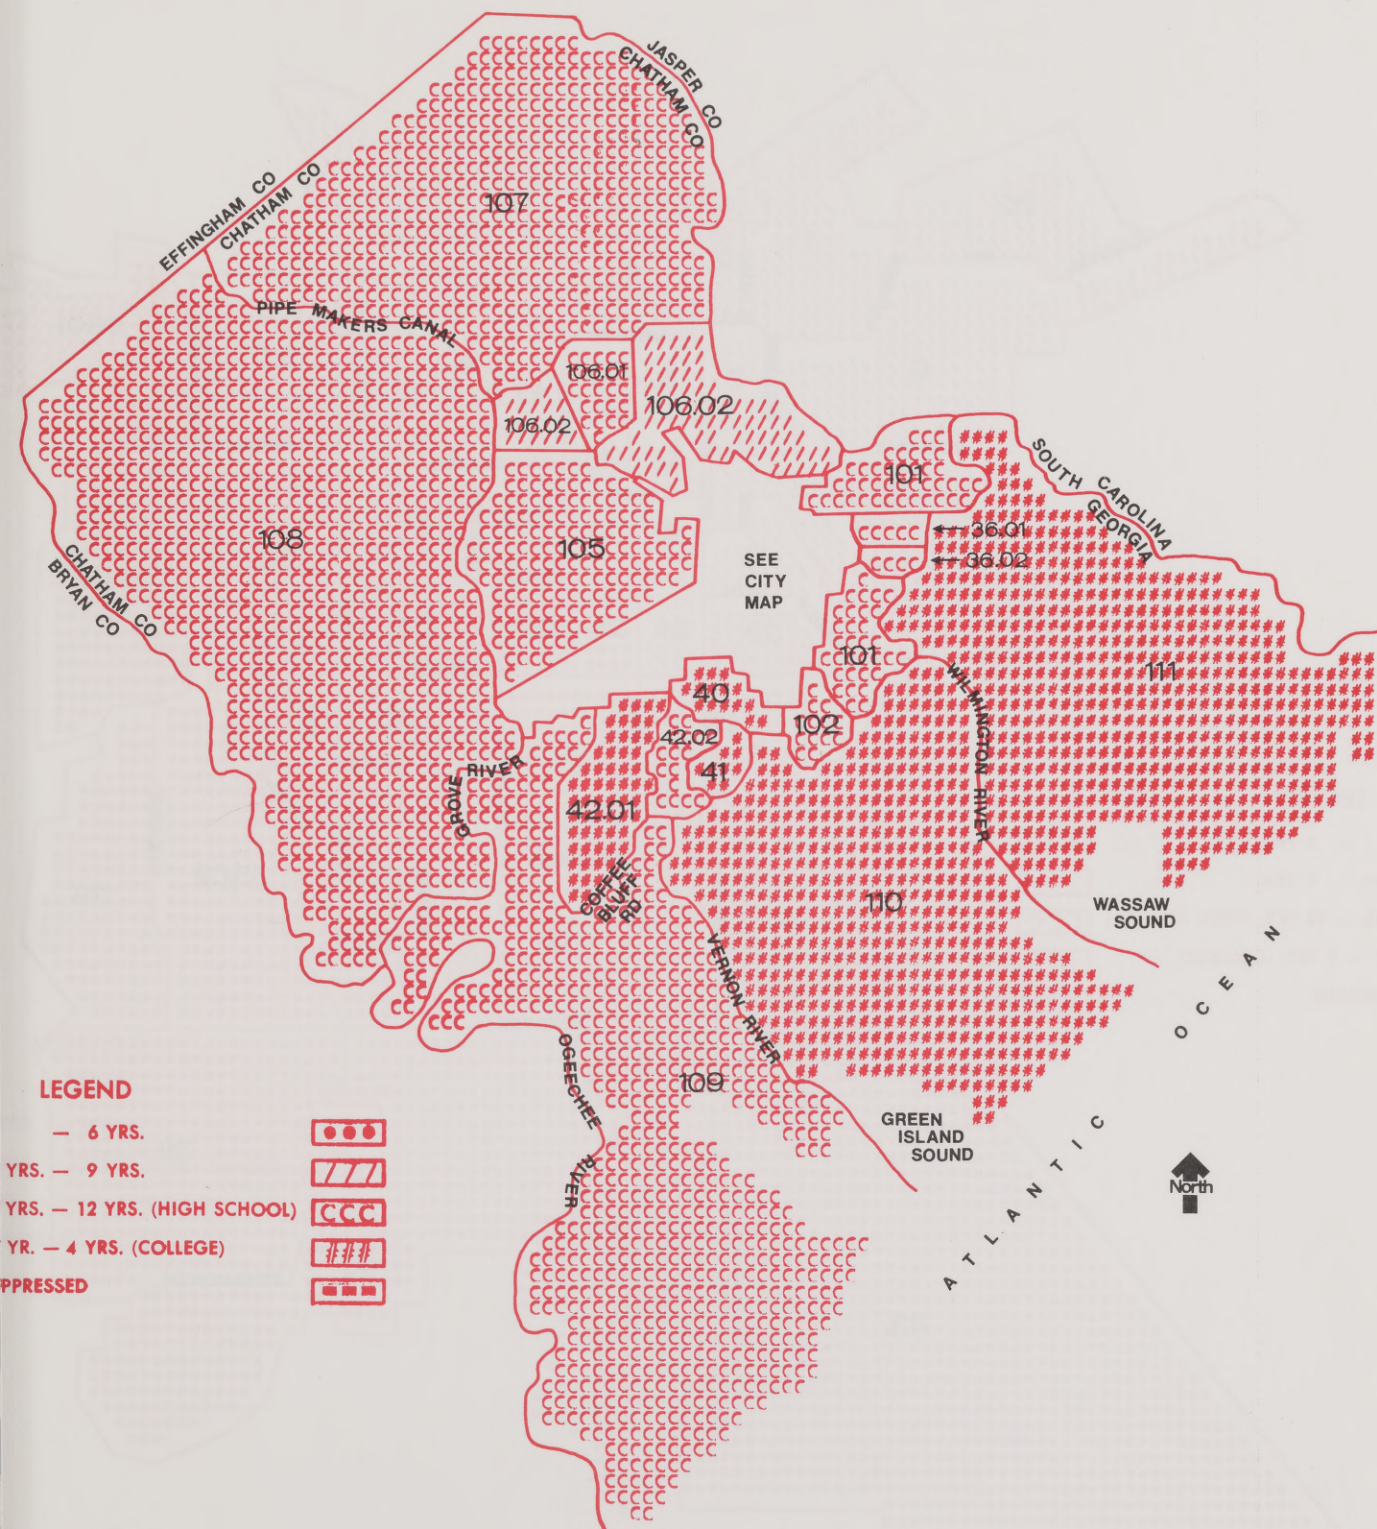 JASPER CO
CHATHAM CO
EFFINGHAM CO
CHATHAM CO
107
PIPE MAKERS CANAL
106.01
106.02
106.02
101
SOUTH CAROLINA
GEORGIA
108
105
SEE
CITY
MAP
36.01
36.02
CHATHAM CO
BRYAN CO
101
111
40
102
42.02
41
WILMINGTON RIVER
GROVE RIVER
42.01
COFFEE
BLUFF
RD
110
WASSAW
SOUND
VERNON RIVER
OGEECHEE RIVER
109
GREEN
ISLAND
SOUND
ATLANTIC OCEAN
North
LEGEND
— 6 YRS.
YRS. — 9 YRS.
YRS. — 12 YRS. (HIGH SCHOOL)
CCC
YR. — 4 YRS. (COLLEGE)
###
PPRESSED